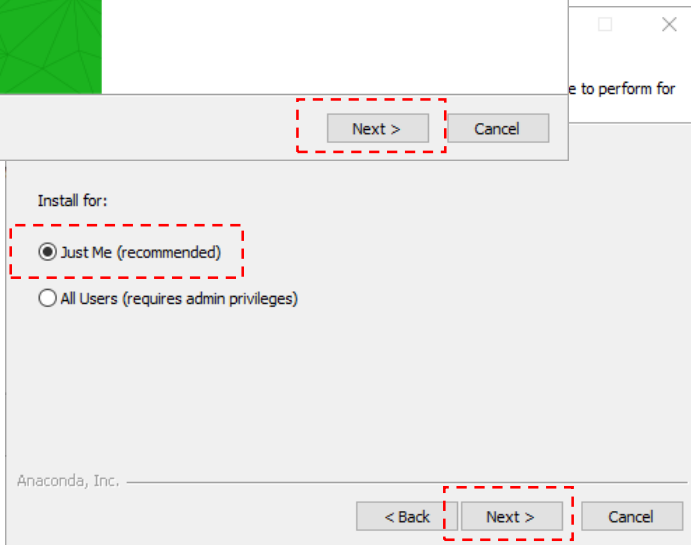 e to perform for
Next >
Cancel
Install for:
Just Me (recommended)
All Users (requires admin privileges)
Anaconda, Inc.
< Back
Next >
Cancel